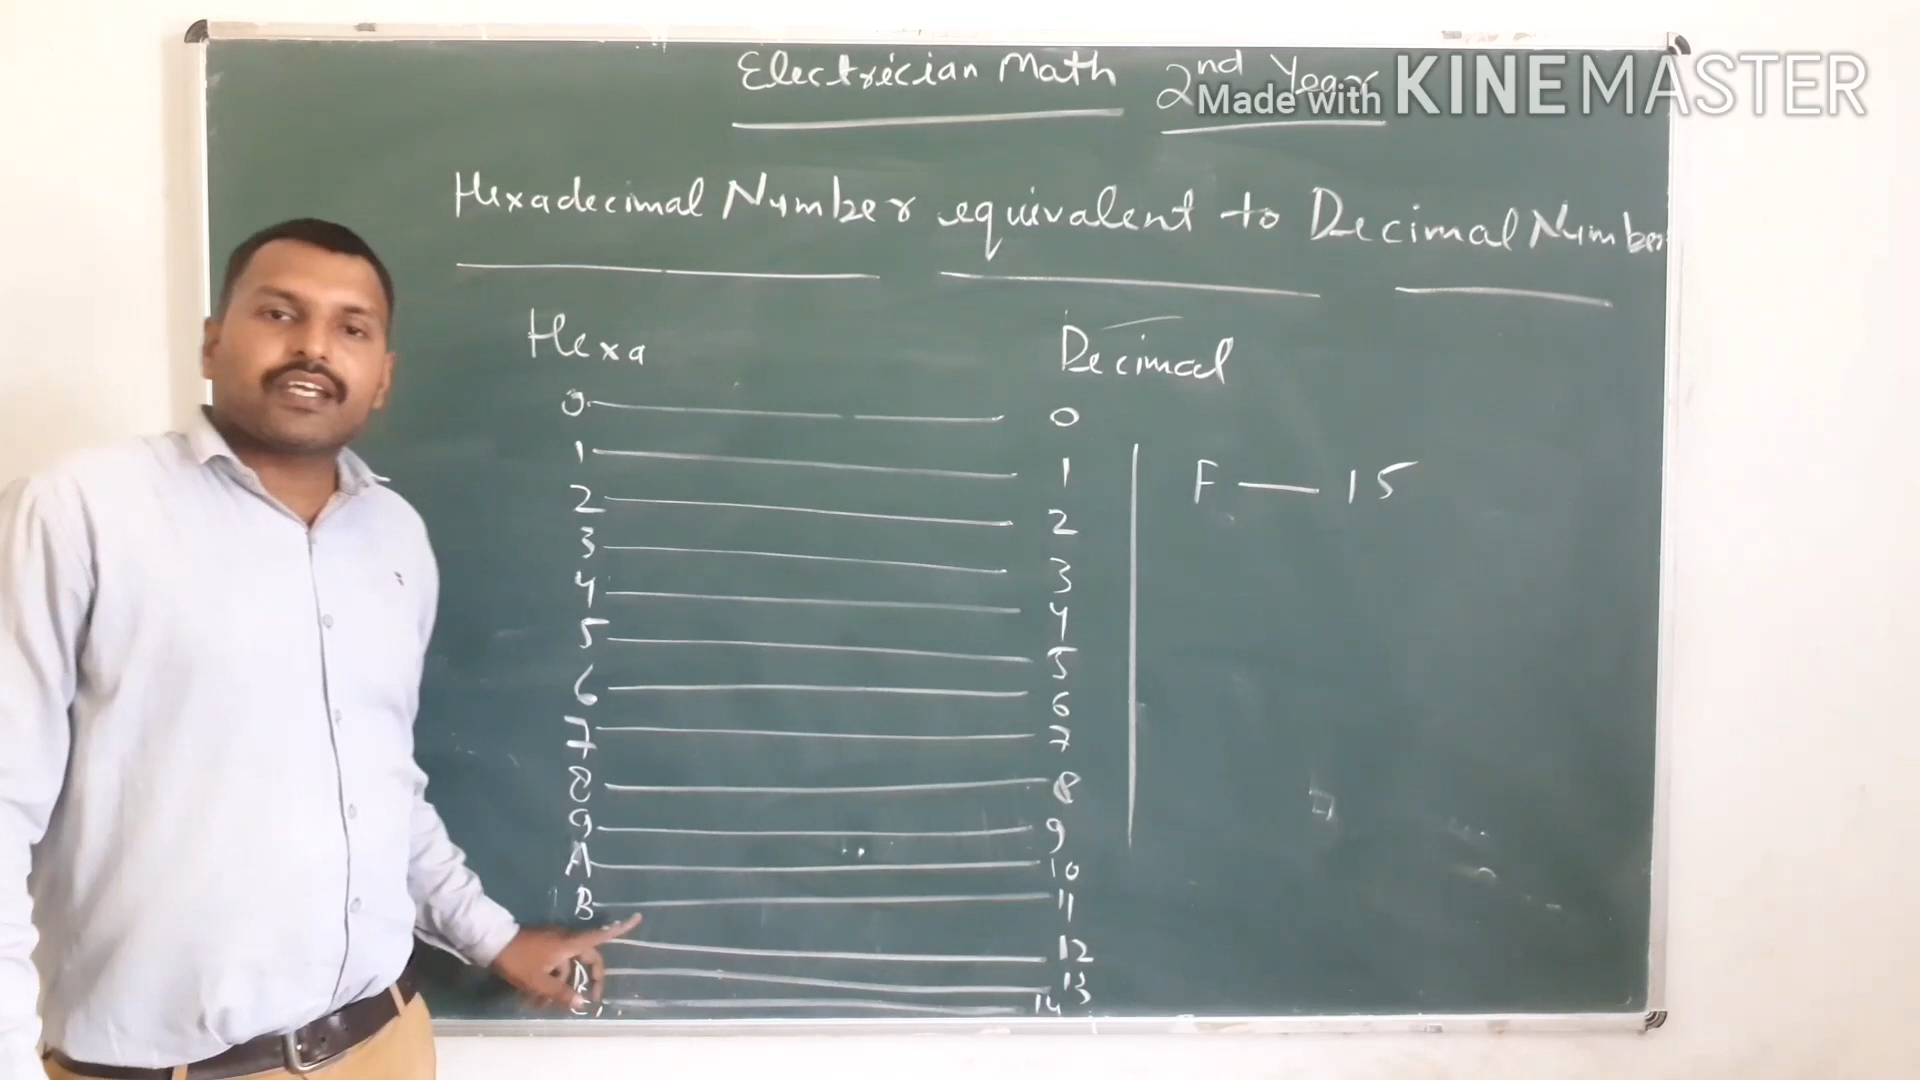 Electrician Math 2nd Year
Made with KINEMASTER
Hexadecimal Number equivalent to Decimal Number
Hexa Decimal
0 — 0
1 — 1
2 — 2
3 — 3
4 — 4
5 — 5
6 — 6
7 — 7
8 — 8
9 — 9
A — 10
B — 11
12
D — 13
E — 14
F — 15